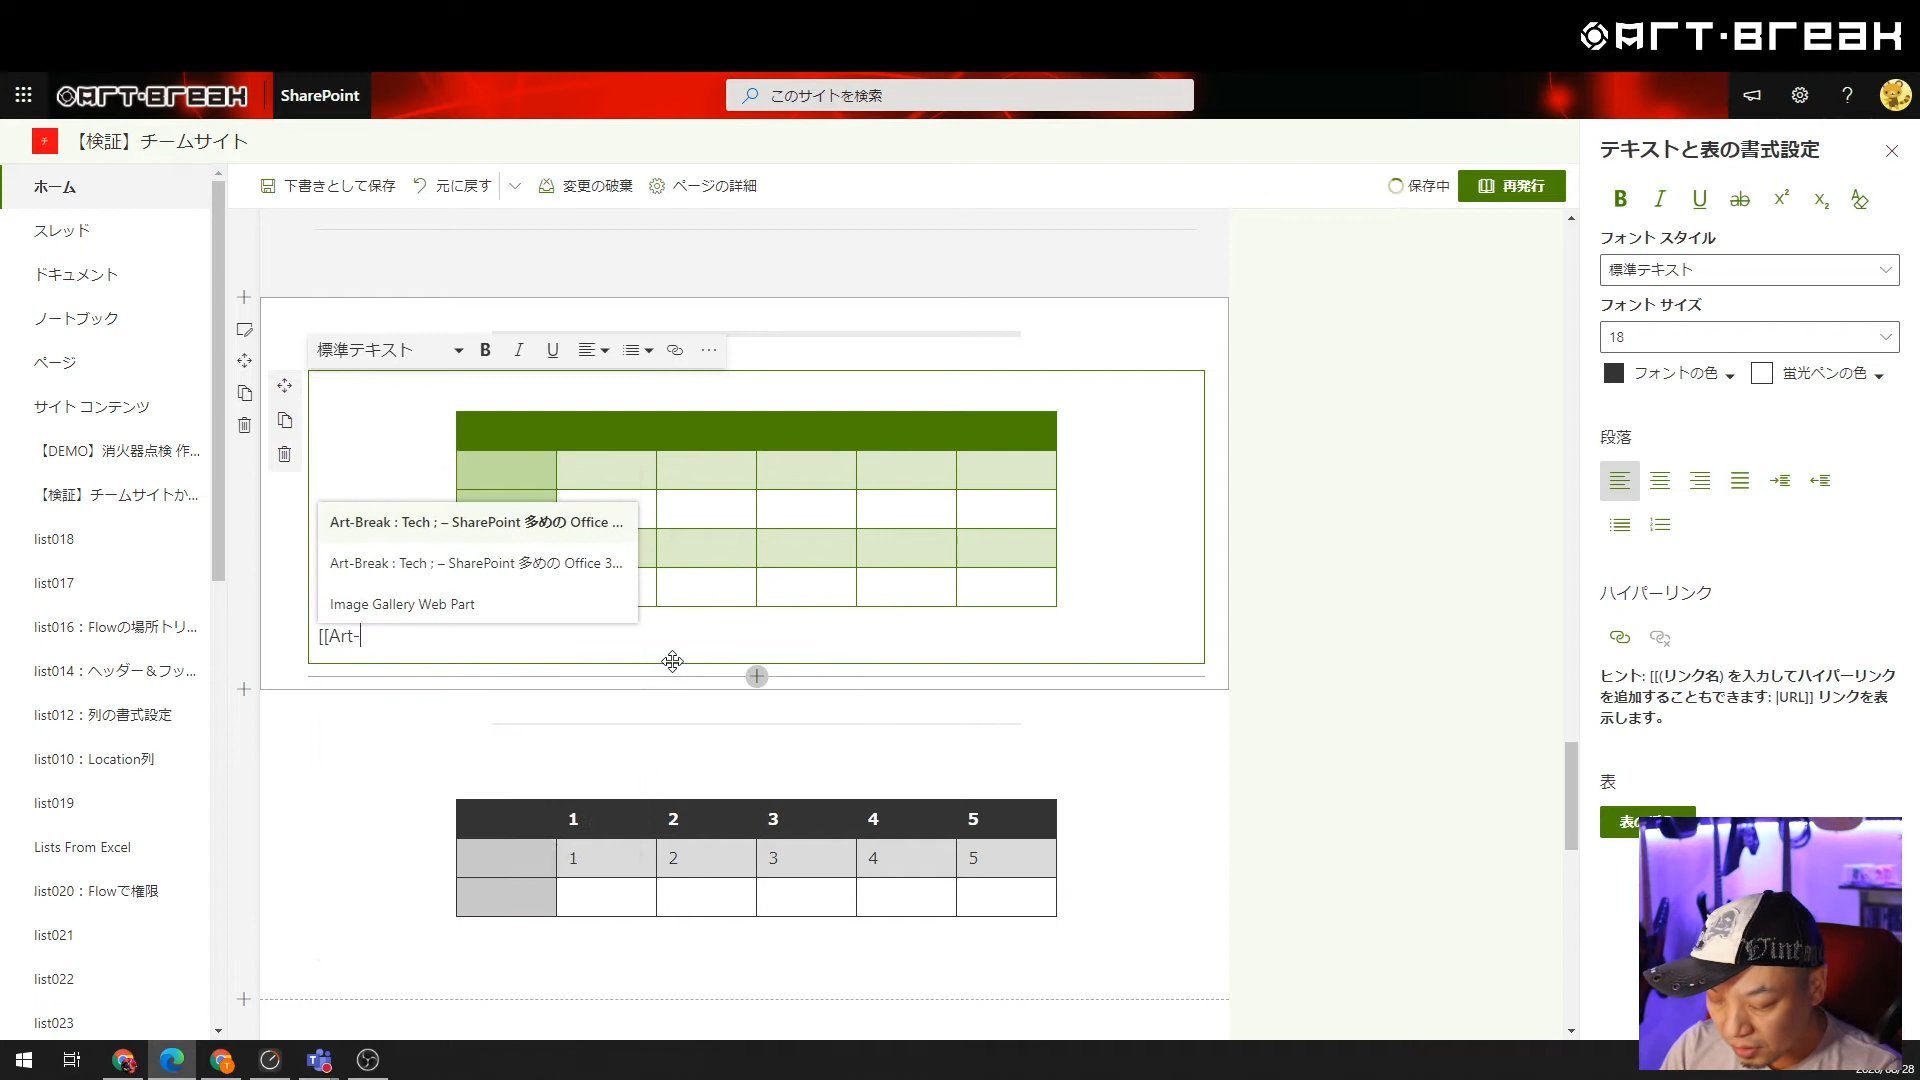 ART-BREAK
ART-BREAK
SharePoint
このサイトを検索
チ
【検証】チームサイト
ホーム
スレッド
ドキュメント
ノートブック
ページ
サイト コンテンツ
【DEMO】消火器点検 作...
【検証】チームサイトか...
list018
list017
list016：Flowの場所トリ...
list014：ヘッダー＆フッ...
list012：列の書式設定
list010：Location列
list019
Lists From Excel
list020：Flowで権限
list021
list022
list023
下書きとして保存
元に戻す
変更の破棄
ページの詳細
保存中
再発行
標準テキスト
B I U
Art-Break : Tech ; – SharePoint 多めの Office ...
Art-Break : Tech ; – SharePoint 多めの Office 3...
Image Gallery Web Part
[[Art-
1 2 3 4 5
1 2 3 4 5
テキストと表の書式設定
B I U ab x² x₂ A
フォント スタイル
標準テキスト
フォント サイズ
18
フォントの色
蛍光ペンの色
段落
ハイパーリンク
ヒント: [[(リンク名) を入力してハイパーリンク
を追加することもできます: |URL]] リンクを表
示します。
表